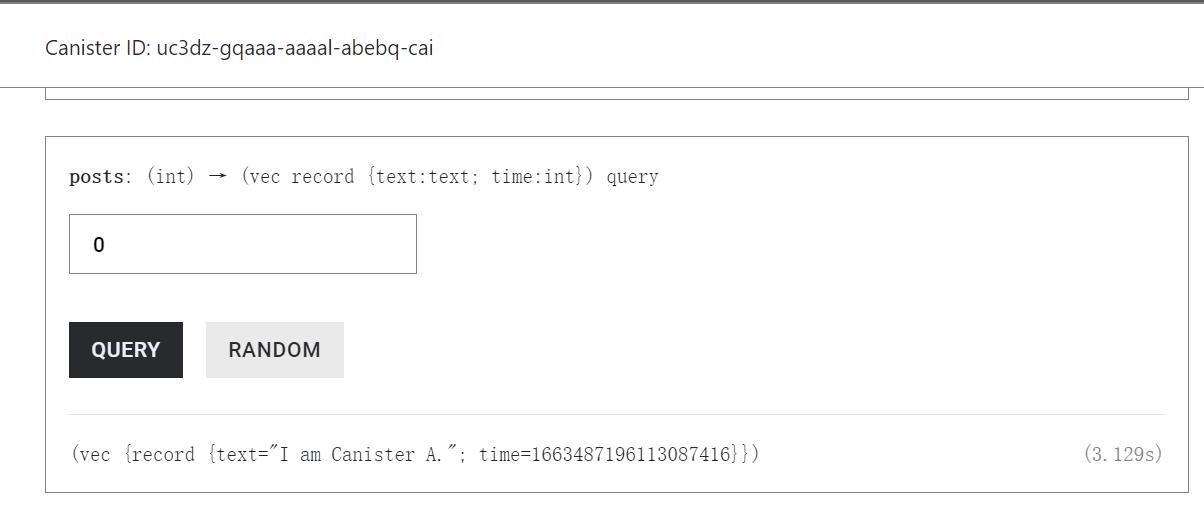 Canister ID: uc3dz-gqaaa-aaaal-abebq-cai
posts: (int) → (vec record {text:text; time:int}) query
0
QUERY RANDOM
(vec {record {text="I am Canister A."; time=1663487196113087416}}) (3.129s)